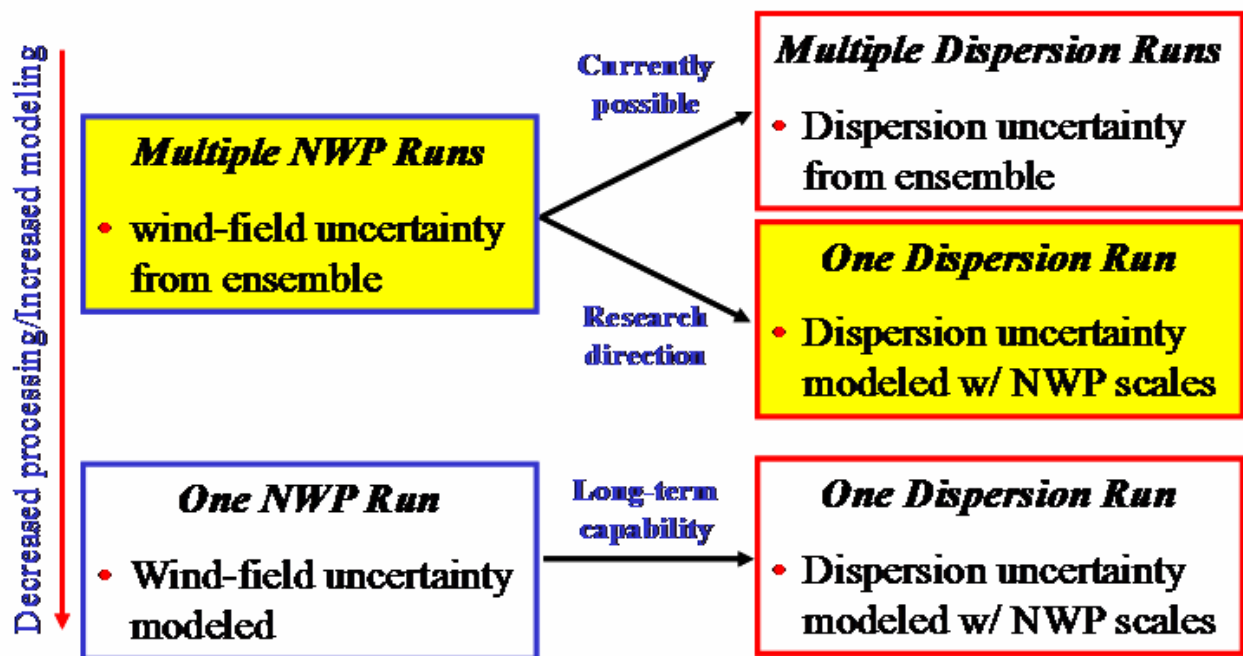 Decreased processing/Increased modeling
Multiple NWP Runs
• wind-field uncertainty
from ensemble
Currently
possible
Research
direction
Multiple Dispersion Runs
• Dispersion uncertainty
from ensemble
One Dispersion Run
• Dispersion uncertainty
modeled w/ NWP scales
One NWP Run
• Wind-field uncertainty
modeled
Long-term
capability
One Dispersion Run
• Dispersion uncertainty
modeled w/ NWP scales